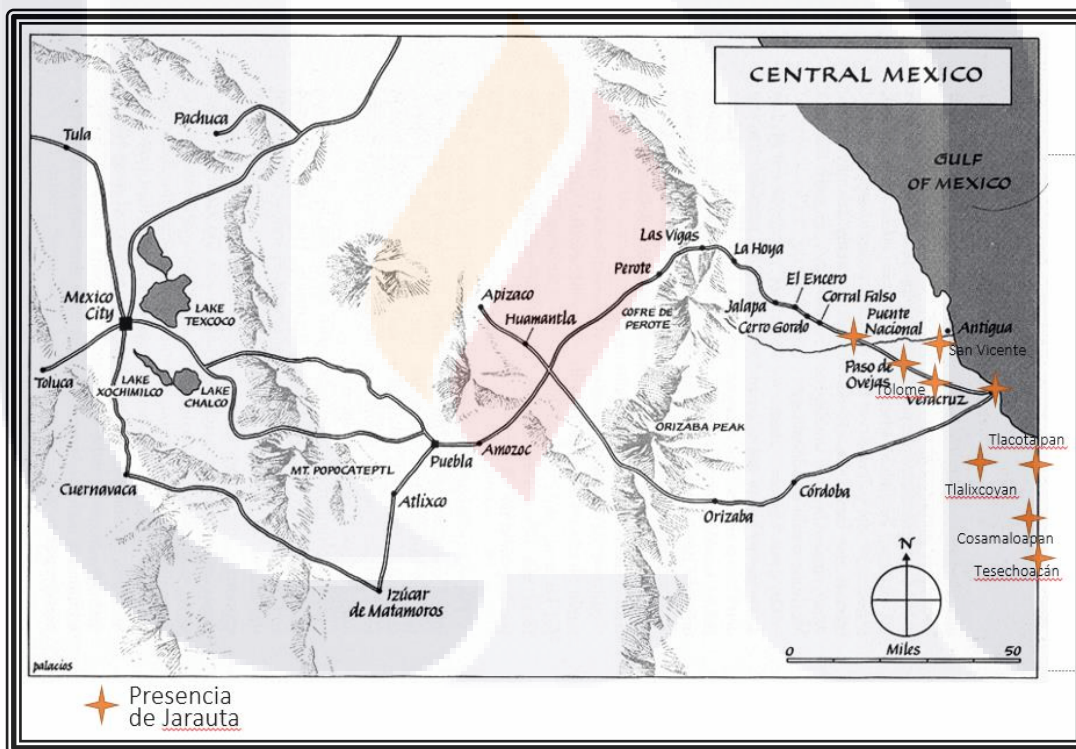 CENTRAL MEXICO
GULF
OF MEXICO
Pachuca
Tula
Las Vigas
La Hoya
Perote
El Encero
Mexico
City
LAKE
TEXCOCO
Apizaco
Huamantla
COFRE DE
PEROTE
Jalapa
Corral Falso
Cerro Gordo
Puente
Nacional
Antigua
San Vicente
Toluca
LAKE
XOCHIMILCO
LAKE
CHALCO
Paso de
Ovejas
Tolome
Veracruz
ORIZABA PEAK
Tlacotalpan
MT. POPOCATEPTL
Puebla
Amozoc
Cuernavaca
Atlixco
Córdoba
Tlalixcoyan
Orizaba
Cosamaloapan
N
Tesechoacán
Izúcar
de Matamoros
0
Miles
50
palacios
Presencia
de Jarauta